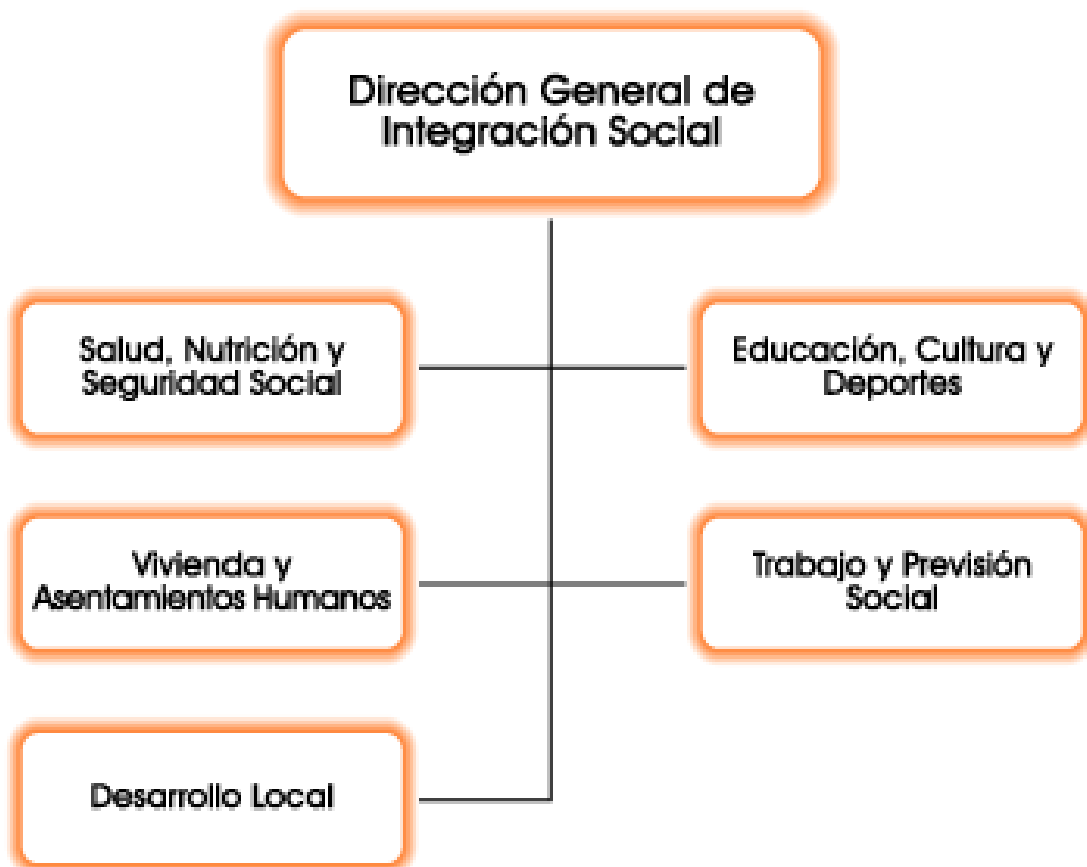 Dirección General de
Integración Social
Salud, Nutrición y
Seguridad Social
Educación, Cultura y
Deportes
Vivienda y
Asentamientos Humanos
Trabajo y Previsión
Social
Desarrollo Local